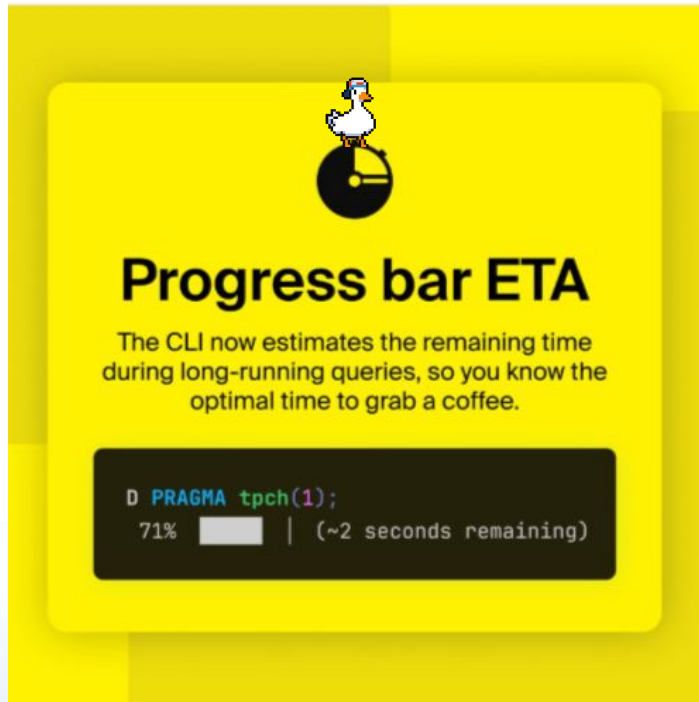 Progress bar ETA
The CLI now estimates the remaining time
during long-running queries, so you know the
optimal time to grab a coffee.
D PRAGMA tpch(1);
71% | (~2 seconds remaining)